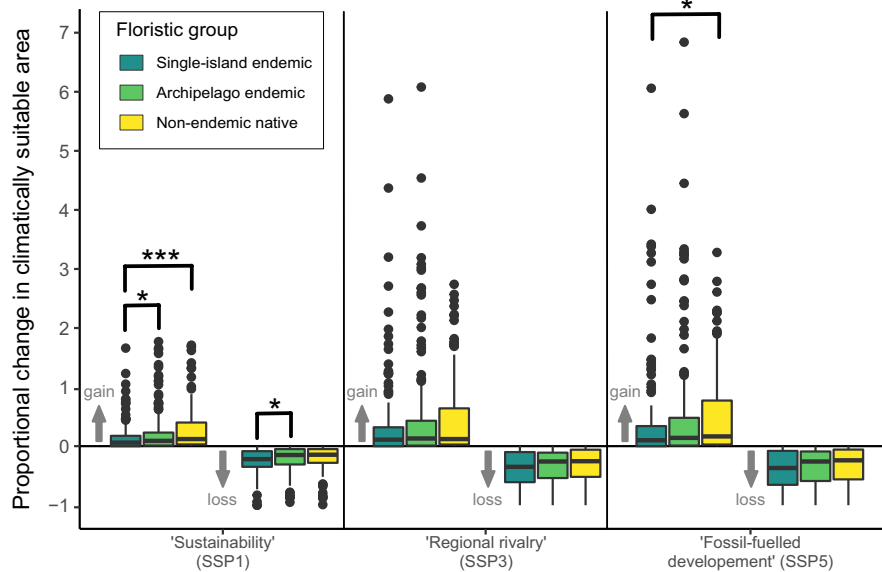 Proportional change in climatically suitable area
7
6
5
4
3
2
1
0
−1
Floristic group
Single-island endemic
Archipelago endemic
Non-endemic native
***
*
*
*
gain
loss
gain
loss
gain
loss
'Sustainability'
(SSP1)
'Regional rivalry'
(SSP3)
'Fossil-fuelled
developement' (SSP5)